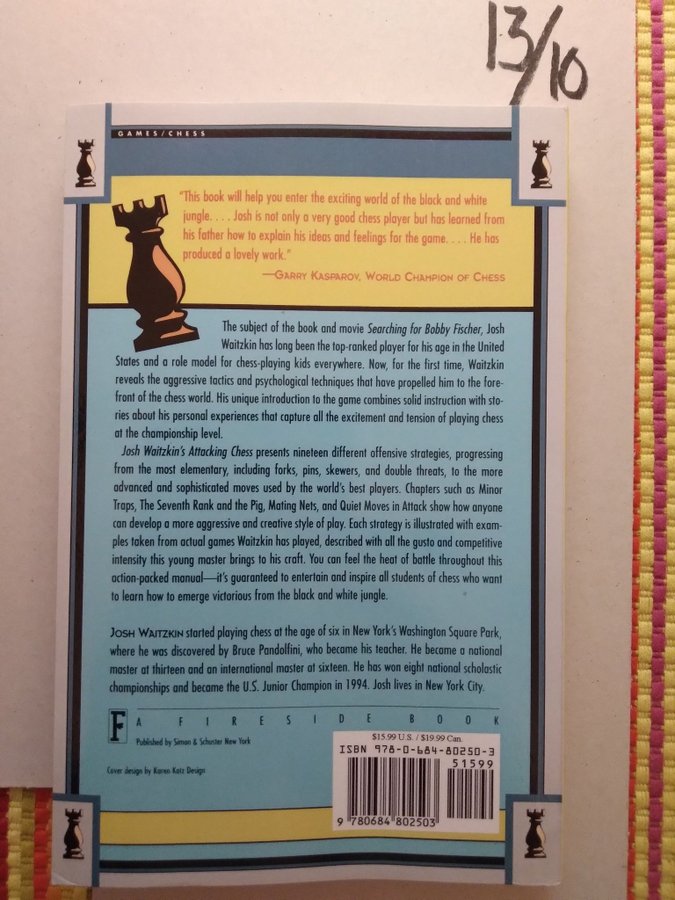 13/10
GAMES/CHESS
"This book will help you enter the exciting world of the black and white
jungle. . . . Josh is not only a very good chess player but has learned from
his father how to explain his ideas and feelings for the game. . . . He has
produced a lovely work."
—GARRY KASPAROV, WORLD CHAMPION OF CHESS
The subject of the book and movie Searching for Bobby Fischer, Josh
Waitzkin has long been the top-ranked player for his age in the United
States and a role model for chess-playing kids everywhere. Now, for the first time, Waitzkin
reveals the aggressive tactics and psychological techniques that have propelled him to the fore-
front of the chess world. His unique introduction to the game combines solid instruction with sto-
ries about his personal experiences that capture all the excitement and tension of playing chess
at the championship level.
Josh Waitzkin's Attacking Chess presents nineteen different offensive strategies, progressing
from the most elementary, including forks, pins, skewers, and double threats, to the more
advanced and sophisticated moves used by the world's best players. Chapters such as Minor
Traps, The Seventh Rank and the Pig, Mating Nets, and Quiet Moves in Attack show how anyone
can develop a more aggressive and creative style of play. Each strategy is illustrated with exam-
ples taken from actual games Waitzkin has played, described with all the gusto and competitive
intensity this young master brings to his craft. You can feel the heat of battle throughout this
action-packed manual—it's guaranteed to entertain and inspire all students of chess who want
to learn how to emerge victorious from the black and white jungle.
JOSH WAITZKIN started playing chess at the age of six in New York's Washington Square Park,
where he was discovered by Bruce Pandolfini, who became his teacher. He became a national
master at thirteen and an international master at sixteen. He has won eight national scholastic
championships and became the U.S. Junior Champion in 1994. Josh lives in New York City.
F A FIRESIDE BOOK
Published by Simon & Schuster New York
Cover design by Karen Katz Design
$15.99 U.S. / $19.99 Can.
ISBN 978-0-684-80250-3
51599
9 780684 802503